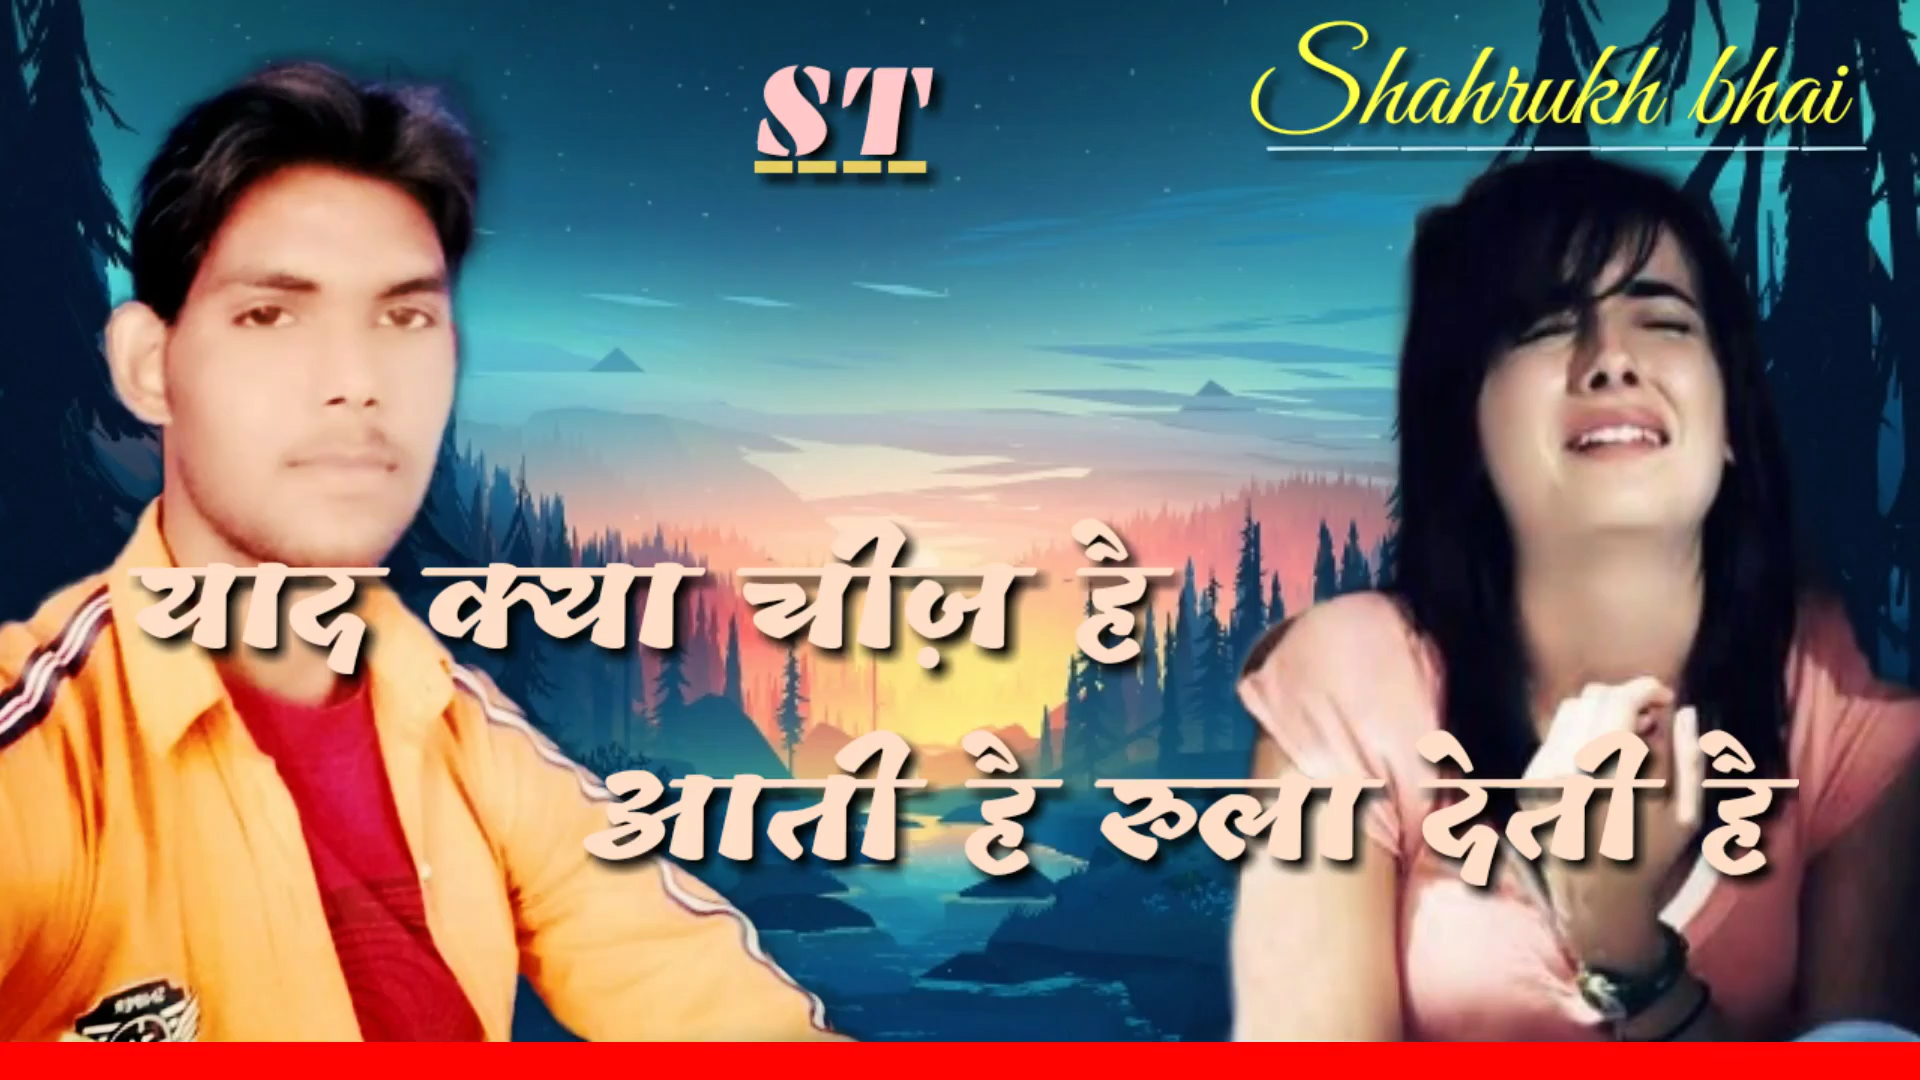 ST
Shahrukh bhai
याद क्या चीज़ है
आती है रुला देती है